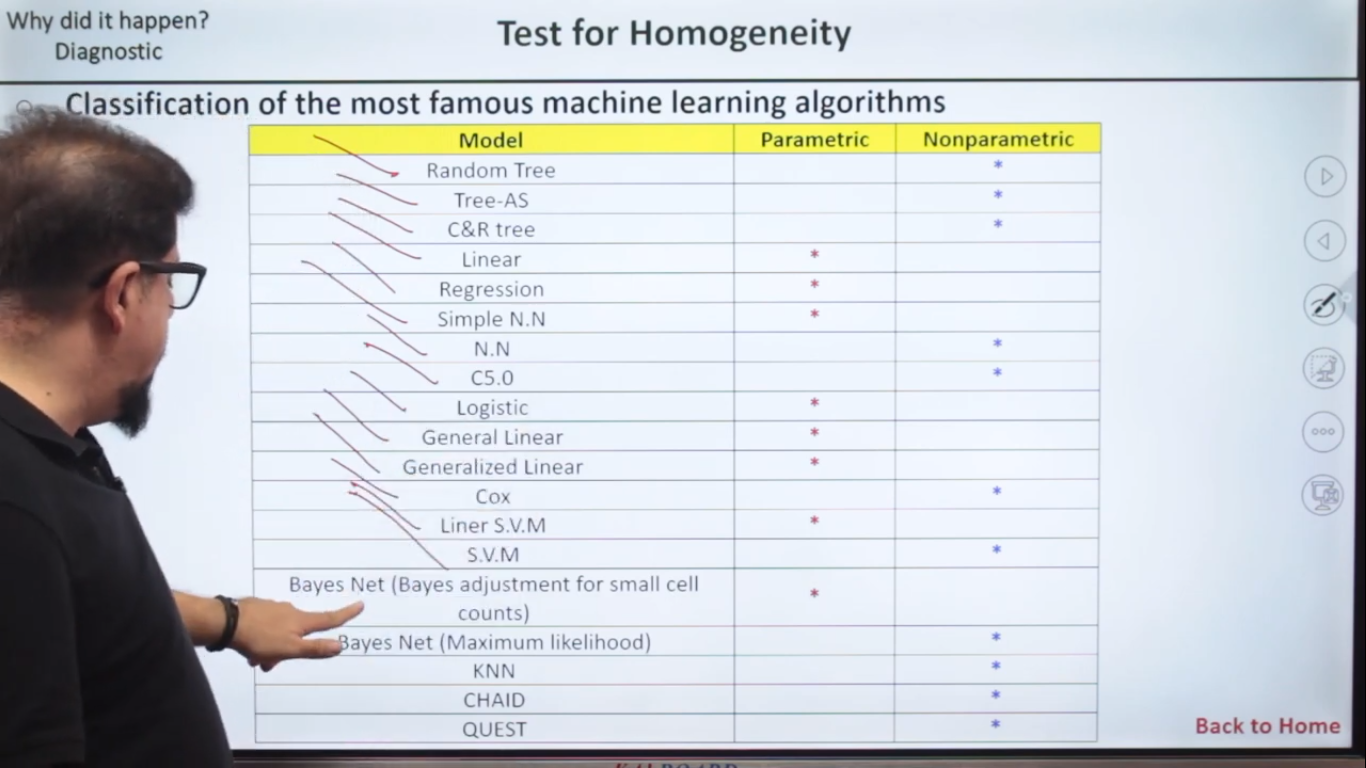 Why did it happen?
Diagnostic
Test for Homogeneity
Classification of the most famous machine learning algorithms
Model Parametric Nonparametric
Random Tree *
Tree-AS *
C&R tree *
Linear *
Regression *
Simple N.N *
N.N *
C5.0 *
Logistic *
General Linear *
Generalized Linear *
Cox *
Liner S.V.M *
S.V.M *
Bayes Net (Bayes adjustment for small cell
counts) *
Bayes Net (Maximum likelihood) *
KNN *
CHAID *
QUEST *
Back to Home